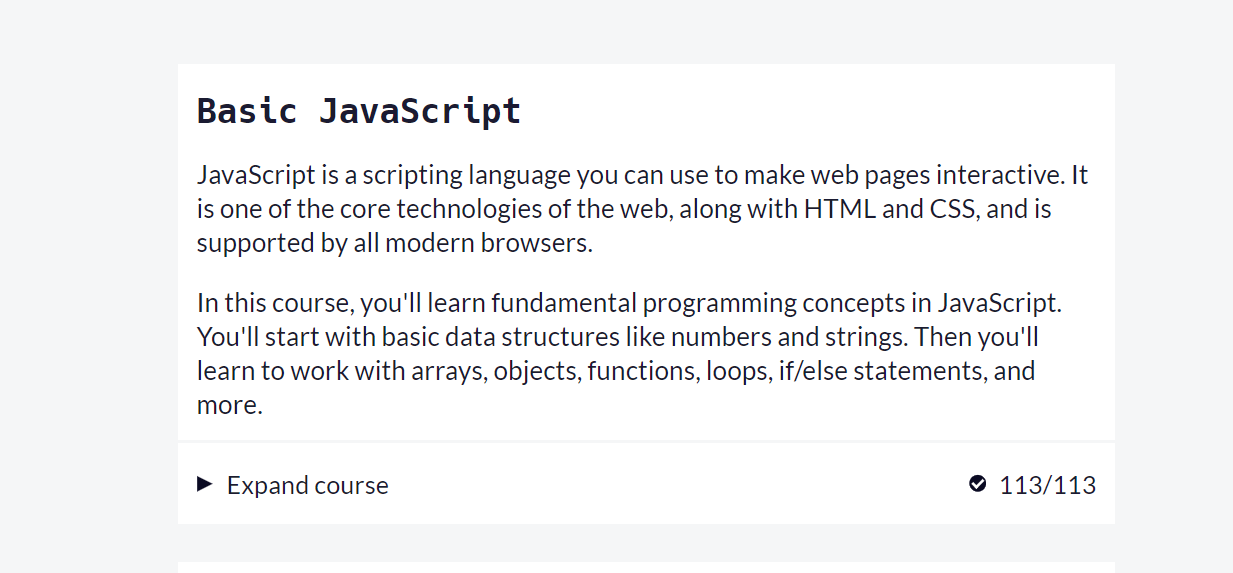 Basic JavaScript
JavaScript is a scripting language you can use to make web pages interactive. It
is one of the core technologies of the web, along with HTML and CSS, and is
supported by all modern browsers.
In this course, you'll learn fundamental programming concepts in JavaScript.
You'll start with basic data structures like numbers and strings. Then you'll
learn to work with arrays, objects, functions, loops, if/else statements, and
more.
Expand course 113/113